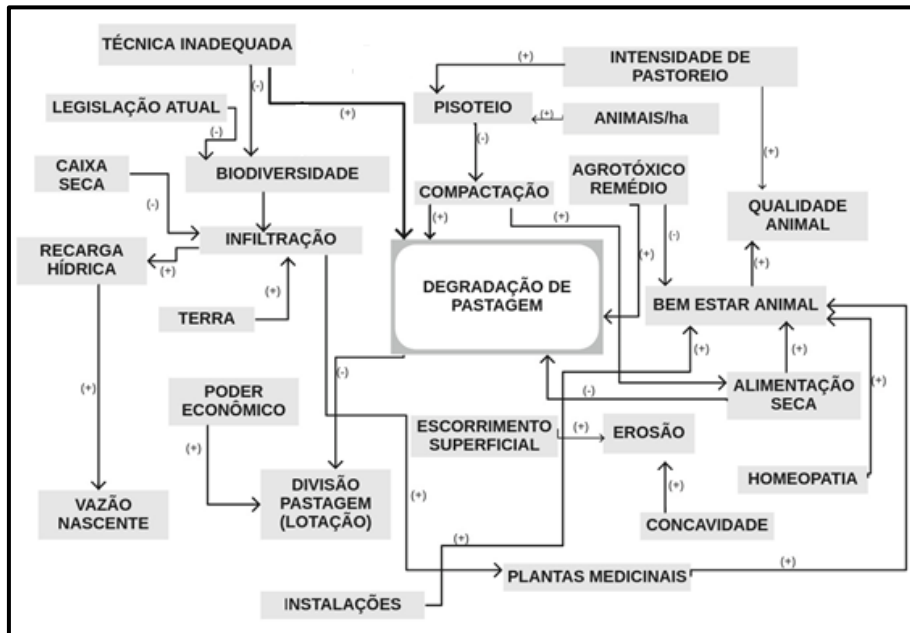 TÉCNICA INADEQUADA
(+)
INTENSIDADE DE
PASTOREIO
(-)
LEGISLAÇÃO ATUAL
(+)
PISOTEIO
(+)
ANIMAIS/ha
(-)
(-)
(+)
CAIXA
SECA
BIODIVERSIDADE
COMPACTAÇÃO
AGROTÓXICO
REMÉDIO
(-)
(+)
(+)
(-)
QUALIDADE
ANIMAL
INFILTRAÇÃO
RECARGA
HÍDRICA
(+)
(+)
(+)
(+)
DEGRADAÇÃO DE
PASTAGEM
BEM ESTAR ANIMAL
TERRA
(+)
(-)
(+)
(+)
(+)
PODER
ECONÔMICO
(-)
ALIMENTAÇÃO
SECA
(+)
ESCORRIMENTO
SUPERFICIAL
(+)
EROSÃO
HOMEOPATIA
VAZÃO
NASCENTE
DIVISÃO
PASTAGEM
(LOTAÇÃO)
(+)
(+)
CONCAVIDADE
(+)
(+)
PLANTAS MEDICINAIS
INSTALAÇÕES